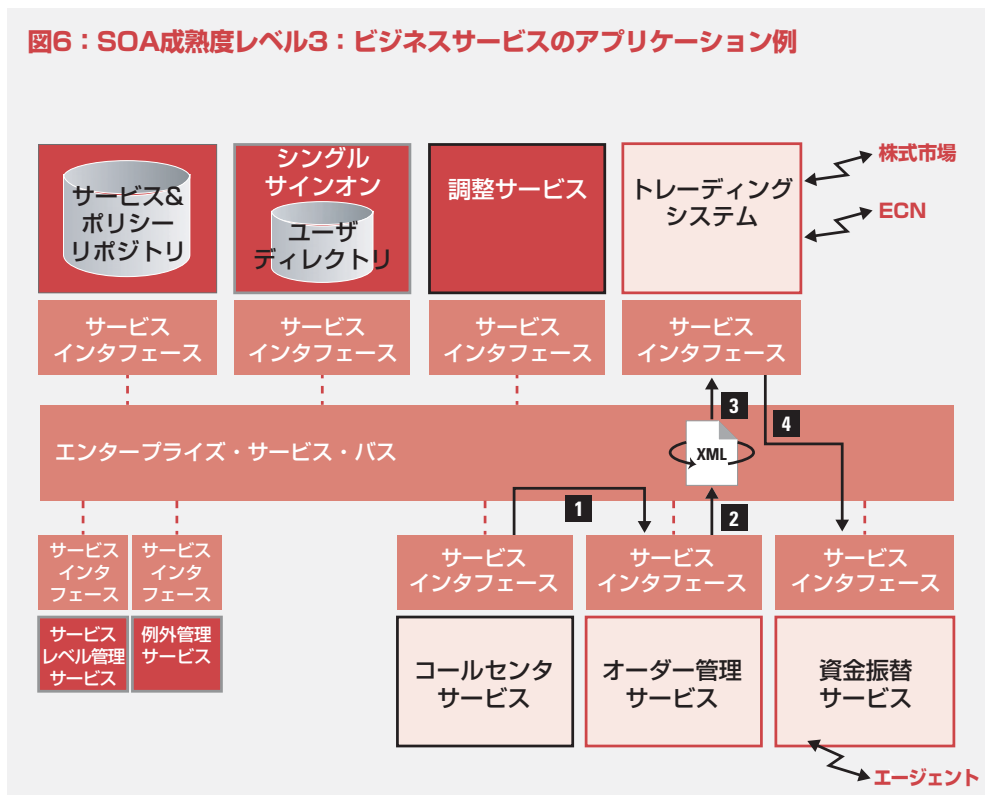 図6：SOA成熟度レベル3：ビジネスサービスのアプリケーション例
サービス&
ポリシー
リポジトリ
シングル
サインオン
ユーザ
ディレクトリ
調整サービス
トレーディング
システム
株式市場
ECN
サービス
インタフェース
サービス
インタフェース
サービス
インタフェース
サービス
インタフェース
3
4
エンタープライズ・サービス・バス
XML
1
2
サービス
インタ
フェース
サービス
インタ
フェース
サービス
インタフェース
サービス
インタフェース
サービス
インタフェース
サービス
レベル管理
サービス
例外管理
サービス
コールセンタ
サービス
オーダー管理
サービス
資金振替
サービス
エージェント